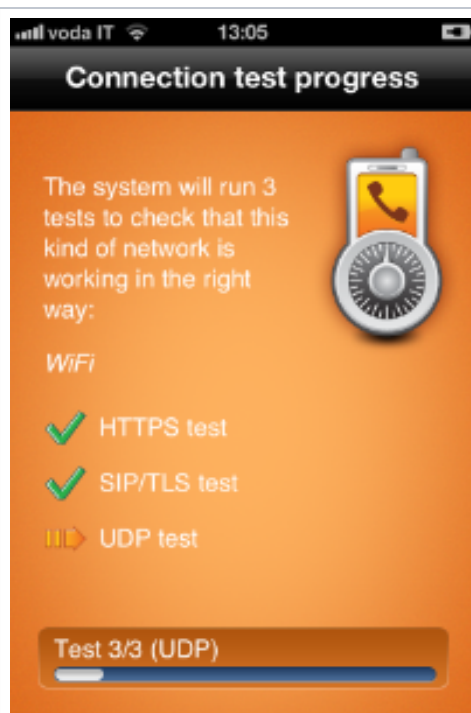 voda IT 13:05
Connection test progress
The system will run 3
tests to check that this
kind of network is
working in the right
way:
WiFi
HTTPS test
SIP/TLS test
UDP test
Test 3/3 (UDP)